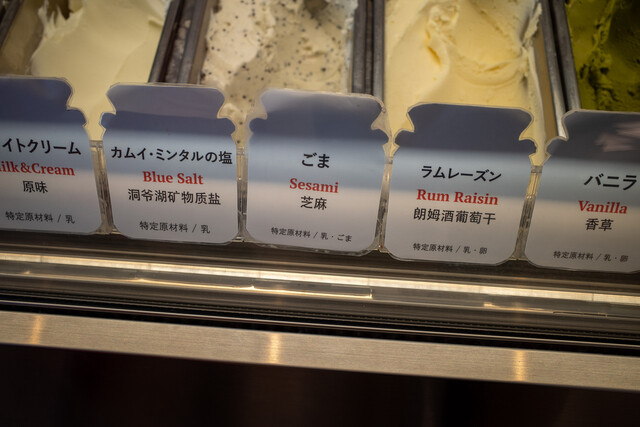 イトクリーム
ilk&Cream
原味
特定原材料 / 乳
カムイ・ミンタルの塩
Blue Salt
洞爷湖矿物质盐
特定原材料 / 乳
ごま
Sesami
芝麻
特定原材料 / 乳・ごま
ラムレーズン
Rum Raisin
朗姆酒葡萄干
特定原材料 / 乳・卵
バニラ
Vanilla
香草
特定原材料 / 乳・卵